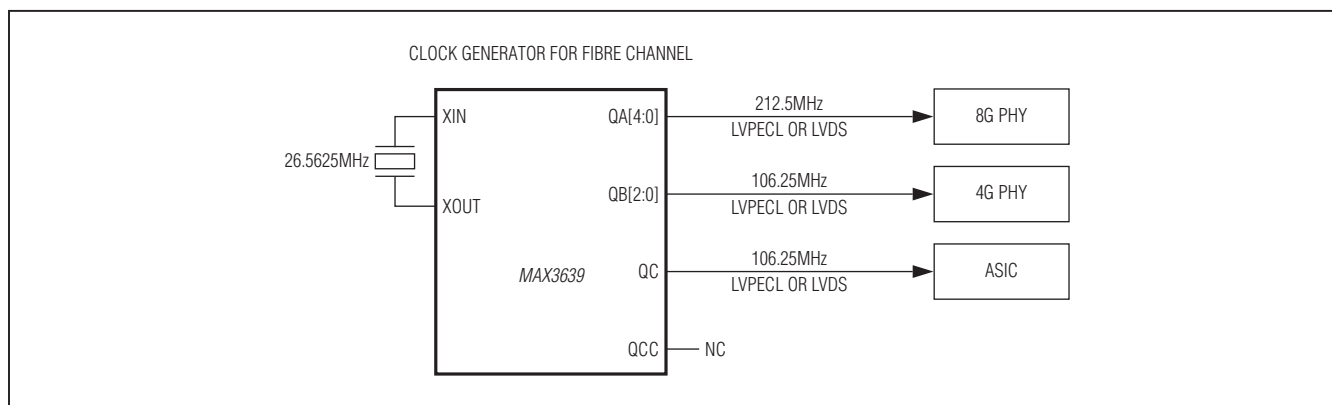 CLOCK GENERATOR FOR FIBRE CHANNEL
XIN
QA[4:0]
212.5MHz
LVPECL OR LVDS
8G PHY
26.5625MHz
XOUT
QB[2:0]
106.25MHz
LVPECL OR LVDS
4G PHY
MAX3639
QC
106.25MHz
LVPECL OR LVDS
ASIC
QCC
NC